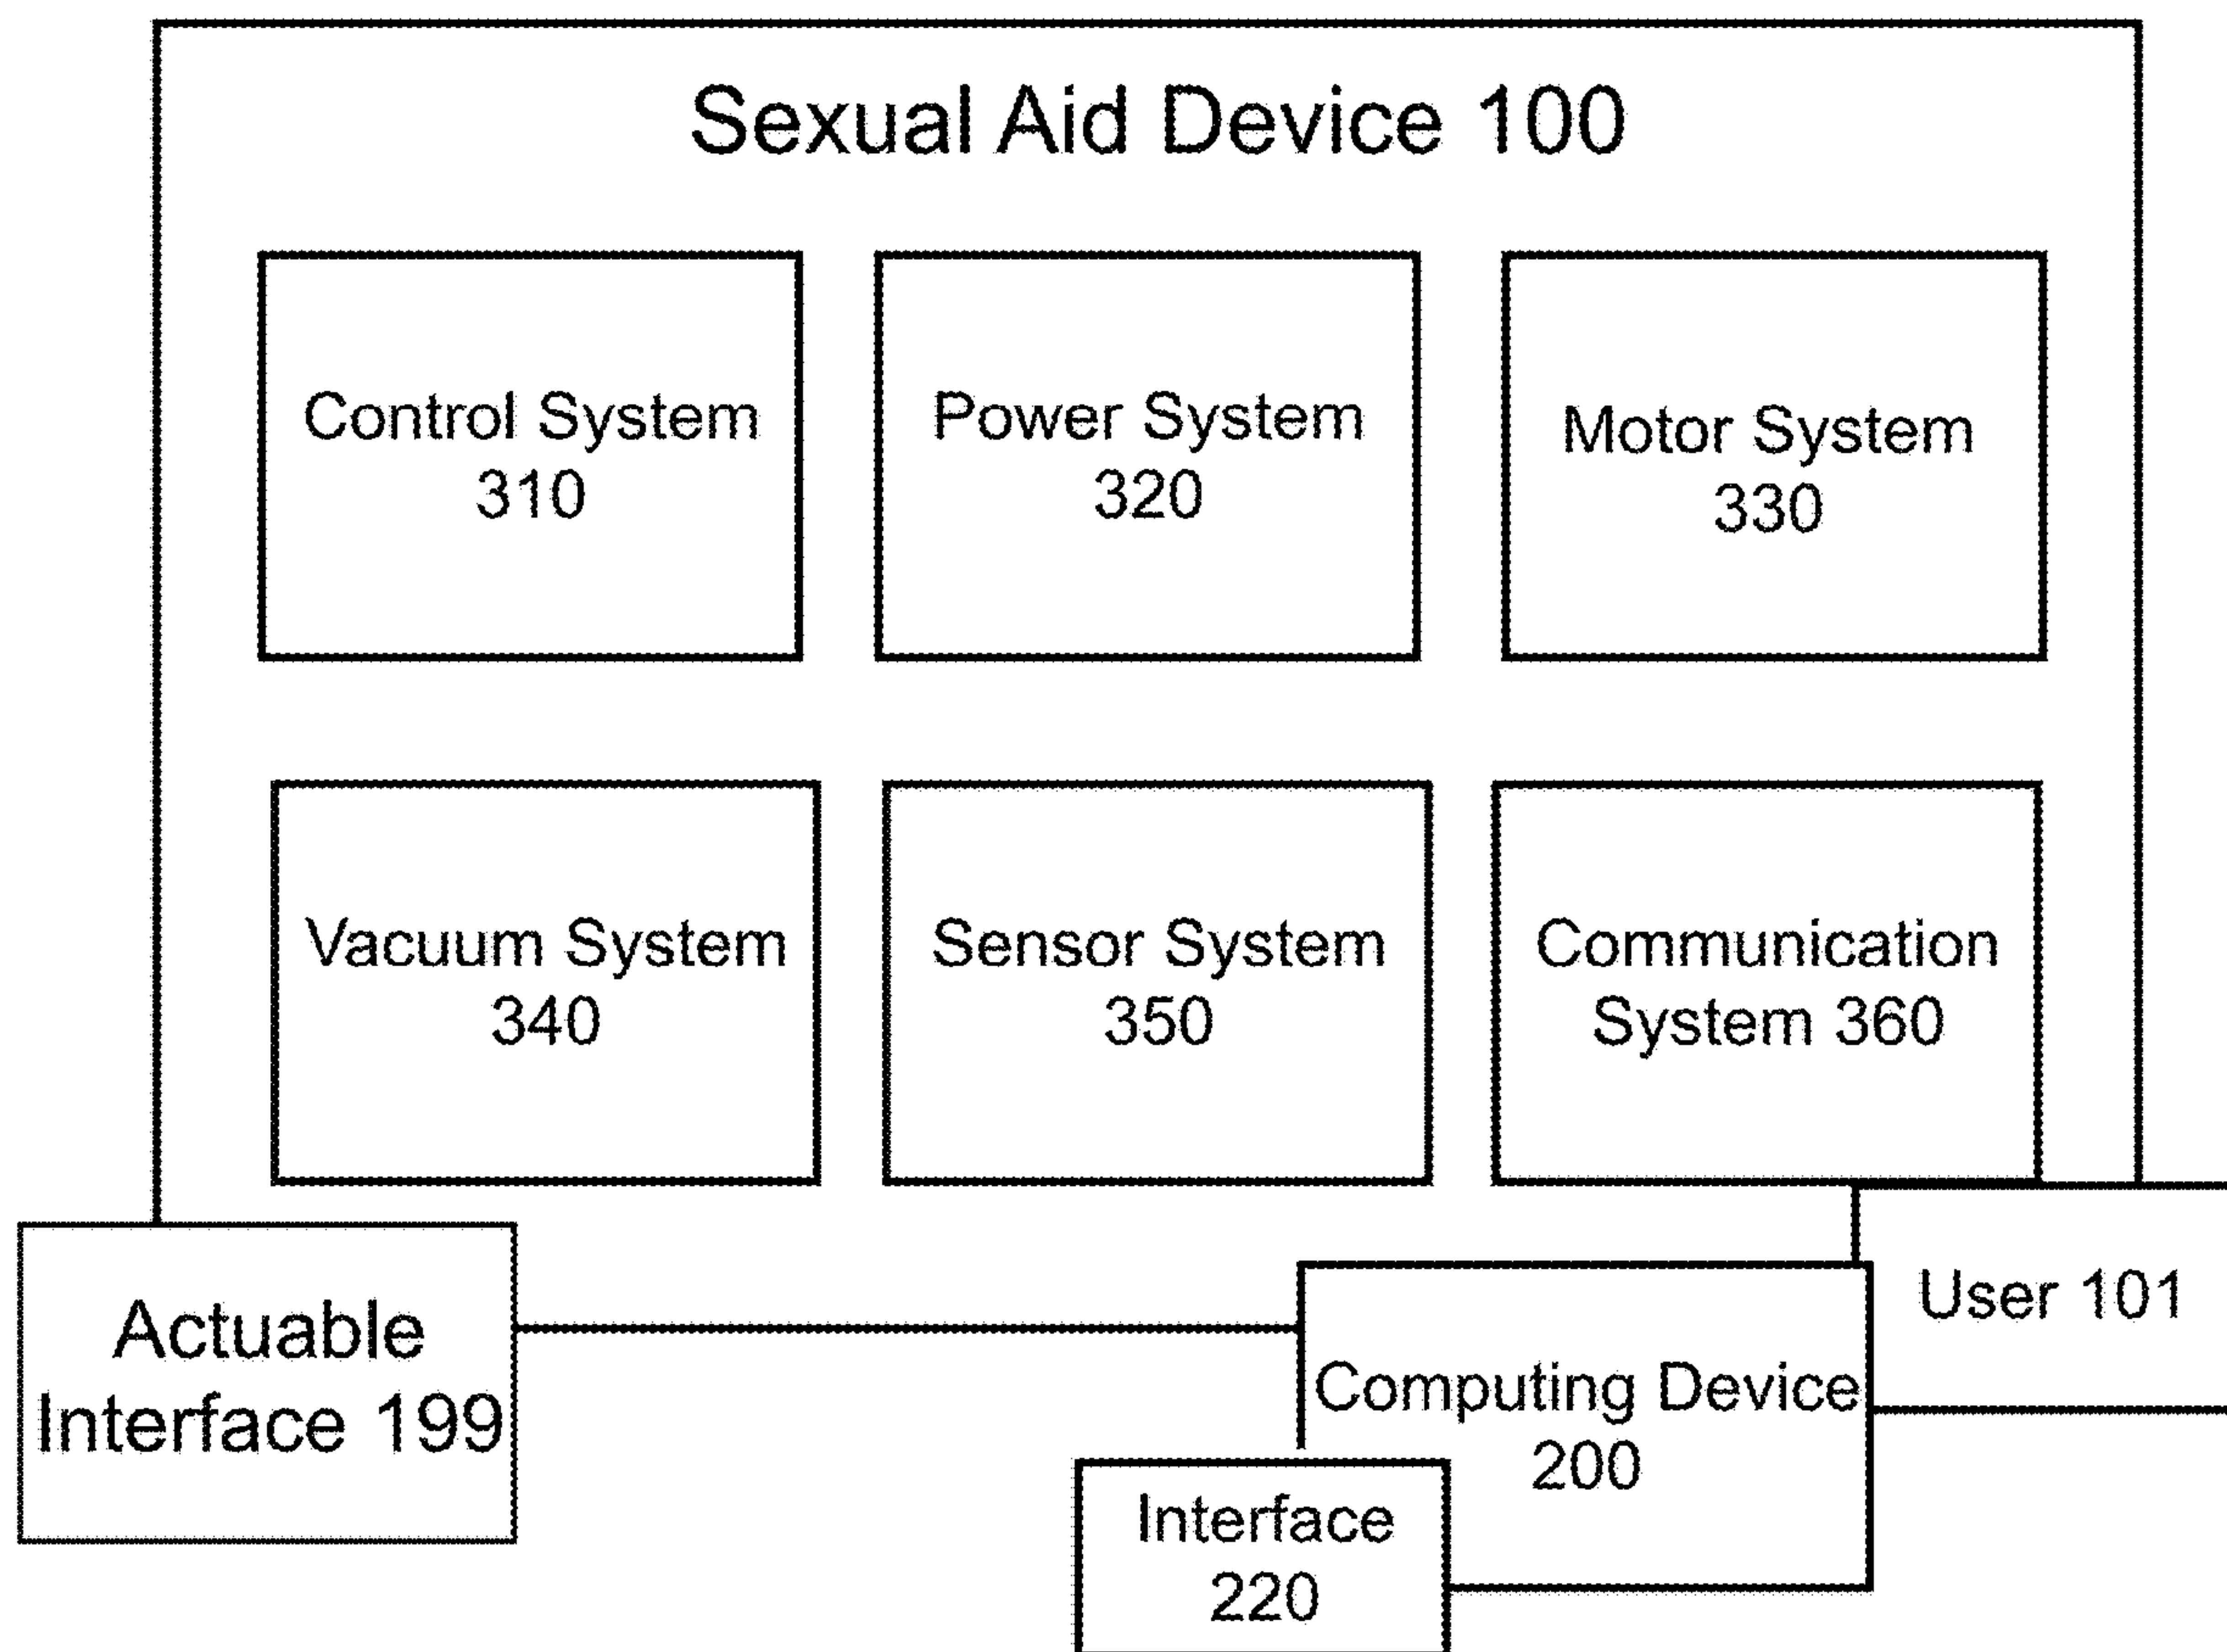 Sexual Aid Device 100
Control System
310
Power System
320
Motor System
330
Vacuum System
340
Sensor System
350
Communication
System 360
Actuable
Interface 199
User 101
Computing Device
200
Interface
220